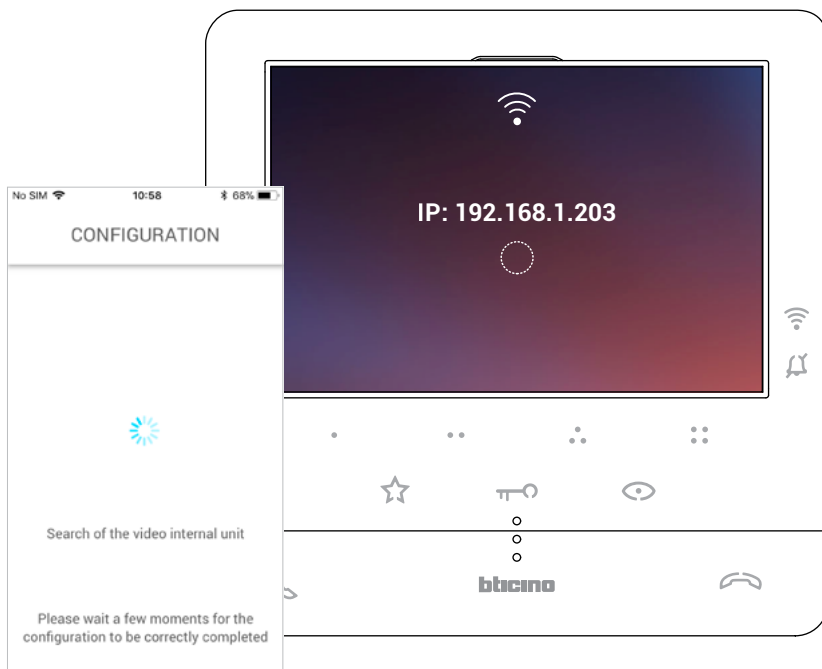 IP: 192.168.1.203
No SIM 10:58 68%
CONFIGURATION
Search of the video internal unit
Please wait a few moments for the
configuration to be correctly completed
bticino